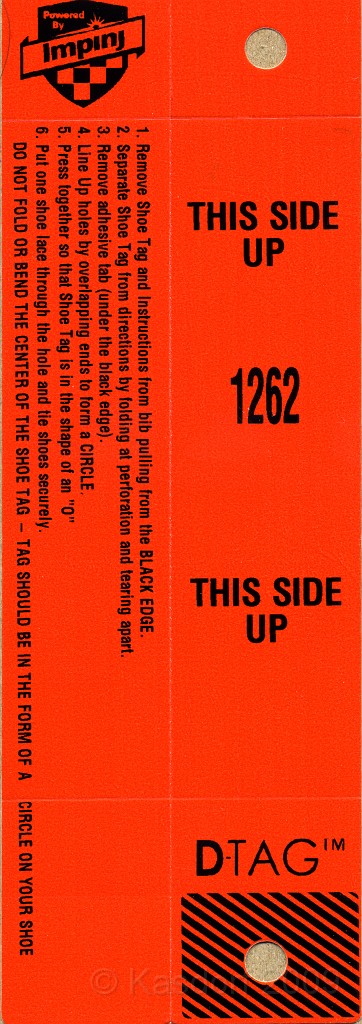 Powered
By
Impinj
1. Remove Shoe Tag and Instructions from bib pulling from the BLACK EDGE.
2. Separate Shoe Tag from directions by folding at perforation and tearing apart.
3. Remove adhesive tab (under the black edge).
4. Line Up holes by overlapping ends to form a CIRCLE.
5. Press together so that Shoe Tag is in the shape of an "O"
6. Put one shoe lace through the hole and tie shoes securely.
DO NOT FOLD OR BEND THE CENTER OF THE SHOE TAG – TAG SHOULD BE IN THE FORM OF A CIRCLE ON YOUR SHOE
THIS SIDE
UP
1262
THIS SIDE
UP
D-TAG™
© Kasdorf 2009